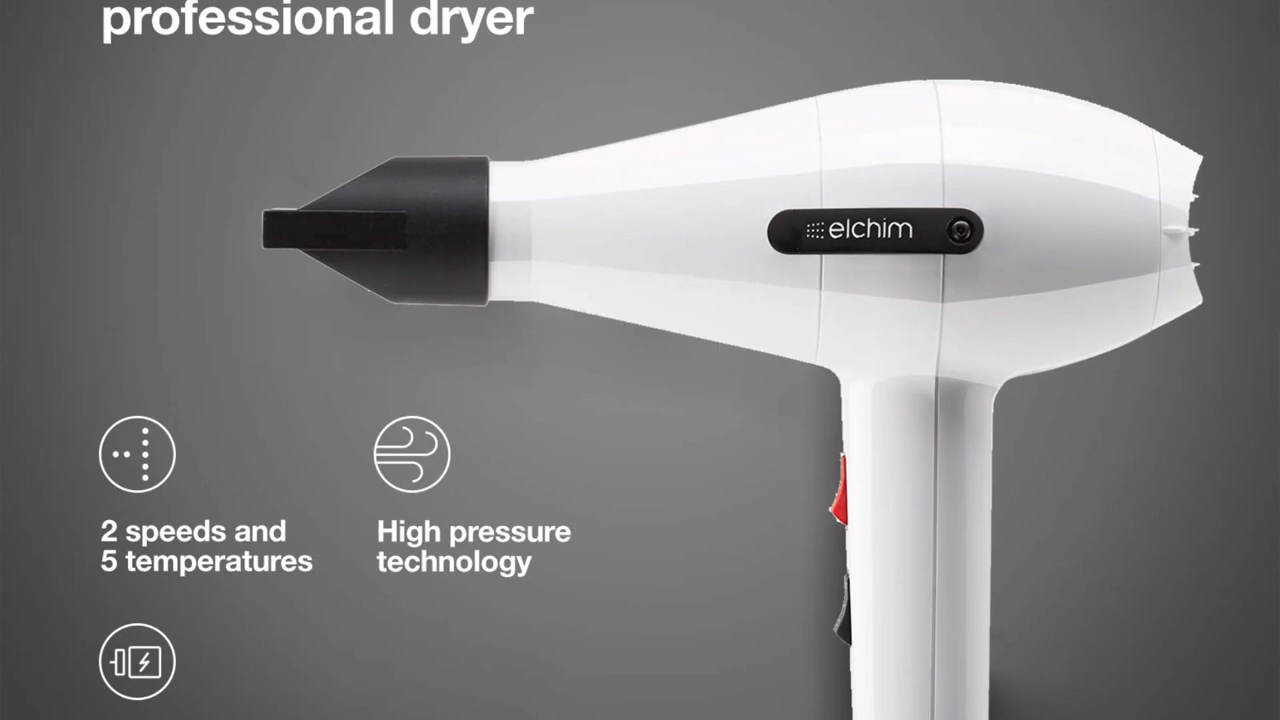 professional dryer
elchim
2 speeds and
5 temperatures
High pressure
technology